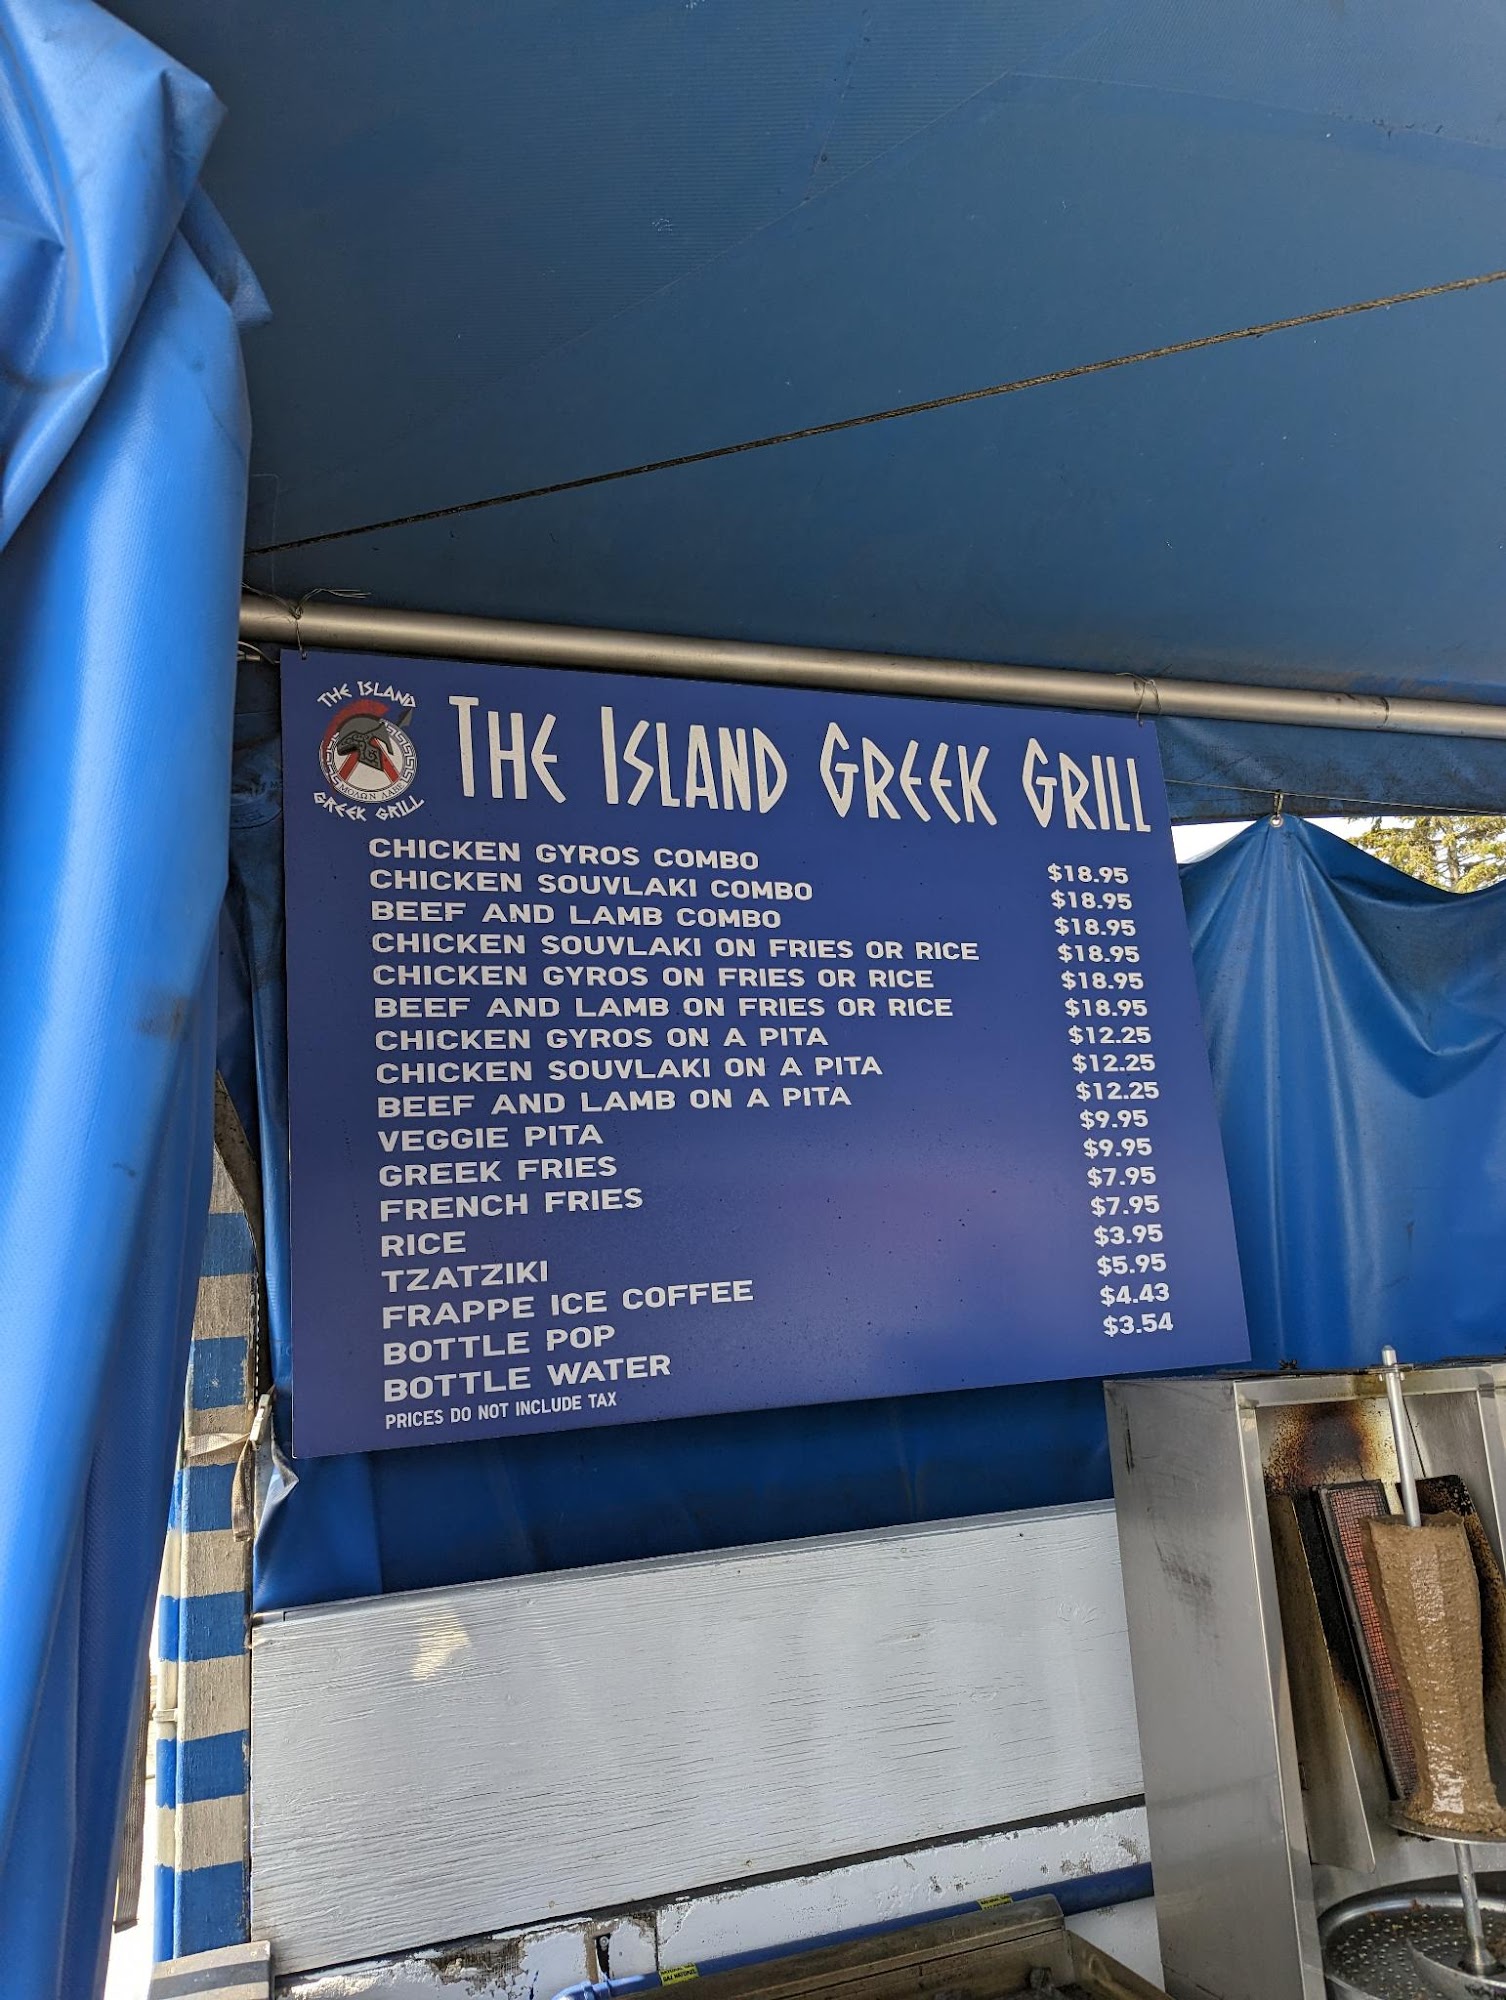 THE ISLAND
ΜΟΛΩΝ ΛΑΒΕ
GREEK GRILL
THE ISLAND GREEK GRILL
CHICKEN GYROS COMBO $18.95
CHICKEN SOUVLAKI COMBO $18.95
BEEF AND LAMB COMBO $18.95
CHICKEN SOUVLAKI ON FRIES OR RICE $18.95
CHICKEN GYROS ON FRIES OR RICE $18.95
BEEF AND LAMB ON FRIES OR RICE $18.95
CHICKEN GYROS ON A PITA $12.25
CHICKEN SOUVLAKI ON A PITA $12.25
BEEF AND LAMB ON A PITA $12.25
VEGGIE PITA $9.95
GREEK FRIES $9.95
FRENCH FRIES $7.95
RICE $7.95
TZATZIKI $3.95
FRAPPE ICE COFFEE $5.95
BOTTLE POP $4.43
BOTTLE WATER $3.54
PRICES DO NOT INCLUDE TAX